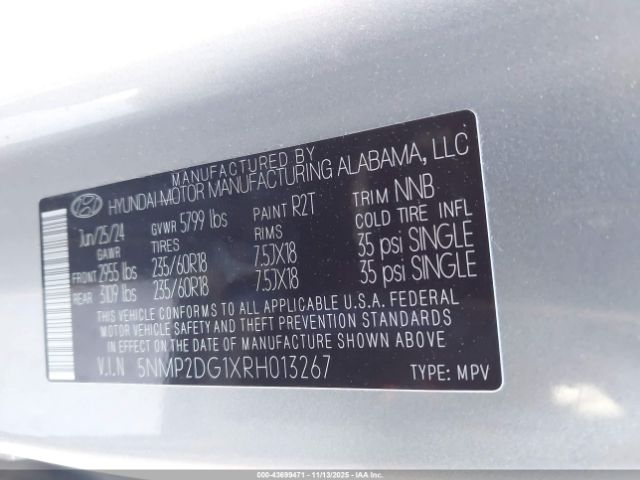 MANUFACTURED BY
HYUNDAI MOTOR MANUFACTURING ALABAMA, LLC
Jun/25/24 GVWR 5799 lbs PAINT R2T TRIM NNB
GAWR TIRES RIMS COLD TIRE INFL
FRONT 2955 lbs 235/60R18 7.5JX18 35 psi SINGLE
REAR 3109 lbs 235/60R18 7.5JX18 35 psi SINGLE
THIS VEHICLE CONFORMS TO ALL APPLICABLE U.S.A. FEDERAL
MOTOR VEHICLE SAFETY AND THEFT PREVENTION STANDARDS
IN EFFECT ON THE DATE OF MANUFACTURE SHOWN ABOVE.
V.I.N 5NMP2DG1XRH013267 TYPE: MPV
000-43699471 - 11/13/2025 - IAAI.COM